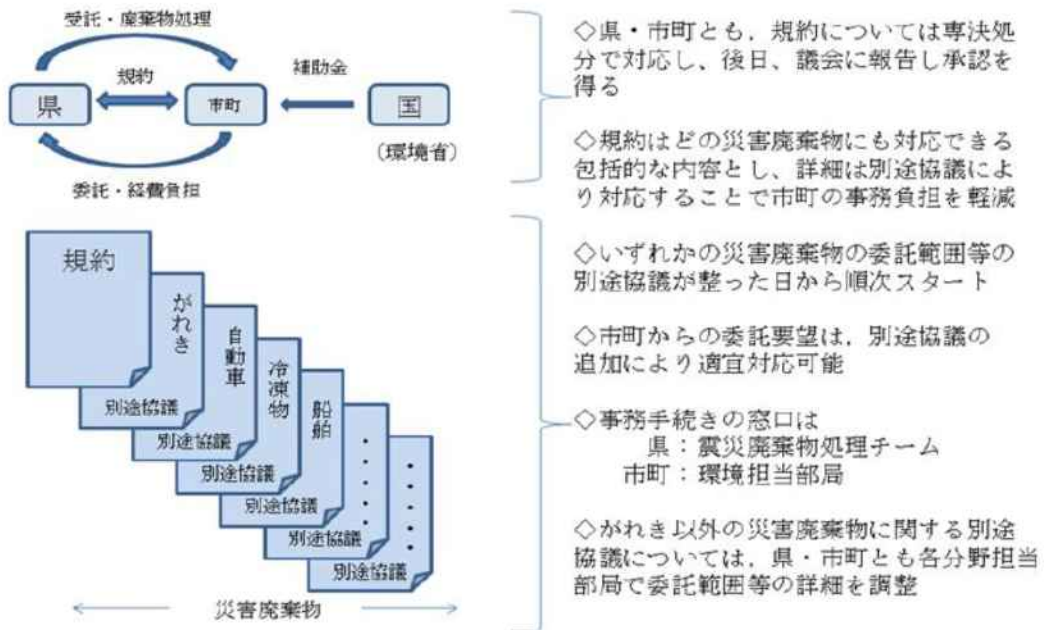 受託・廃棄物処理
規約
補助金
県
市町
国
(環境省)
委託・経費負担
規約
がれき
別途協議
自動車
別途協議
冷凍物
別途協議
船舶
別途協議
・・・・
別途協議
・・・・
別途協議
災害廃棄物
◇県・市町とも，規約については専決処
分で対応し、後日、議会に報告し承認を
得る
◇規約はどの災害廃棄物にも対応できる
包括的な内容とし、詳細は別途協議によ
り対応することで市町の事務負担を軽減
◇いずれかの災害廃棄物の委託範囲等の
別途協議が整った日から順次スタート
◇市町からの委託要望は，別途協議の
追加により適宜対応可能
◇事務手続きの窓口は
県：震災廃棄物処理チーム
市町：環境担当部局
◇がれき以外の災害廃棄物に関する別途
協議については，県・市町とも各分野担当
部局で委託範囲等の詳細を調整